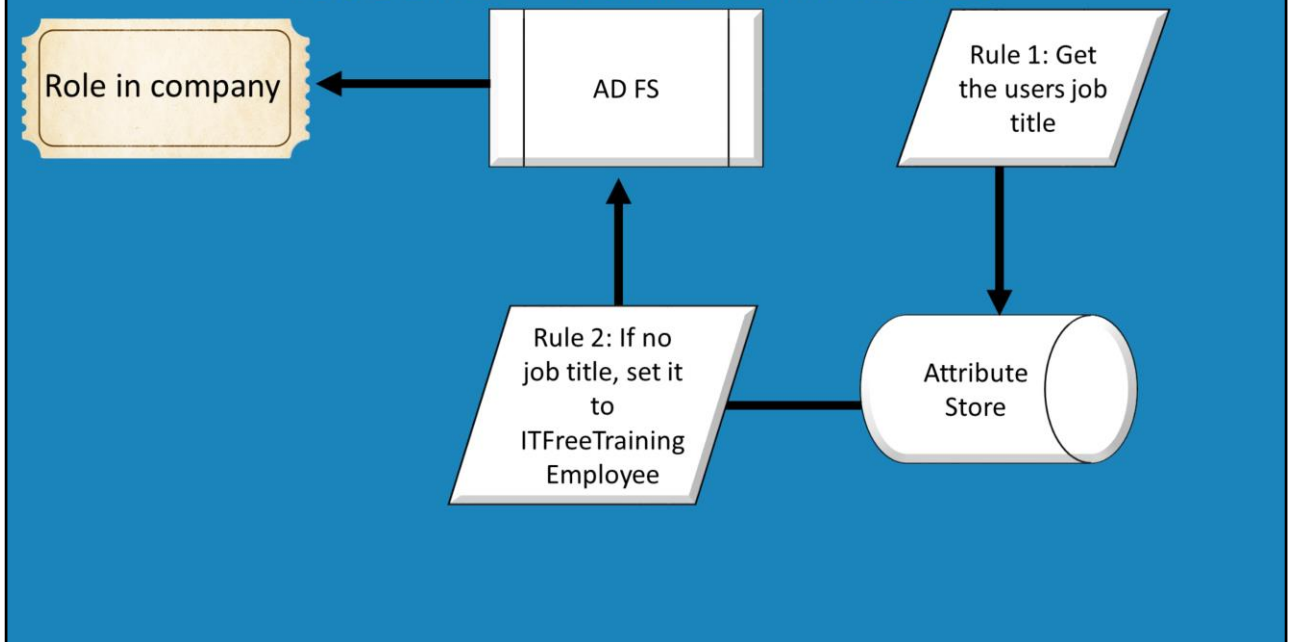 Role in company
AD FS
Rule 1: Get
the users job
title
Rule 2: If no
job title, set it
to
ITFreeTraining
Employee
Attribute
Store